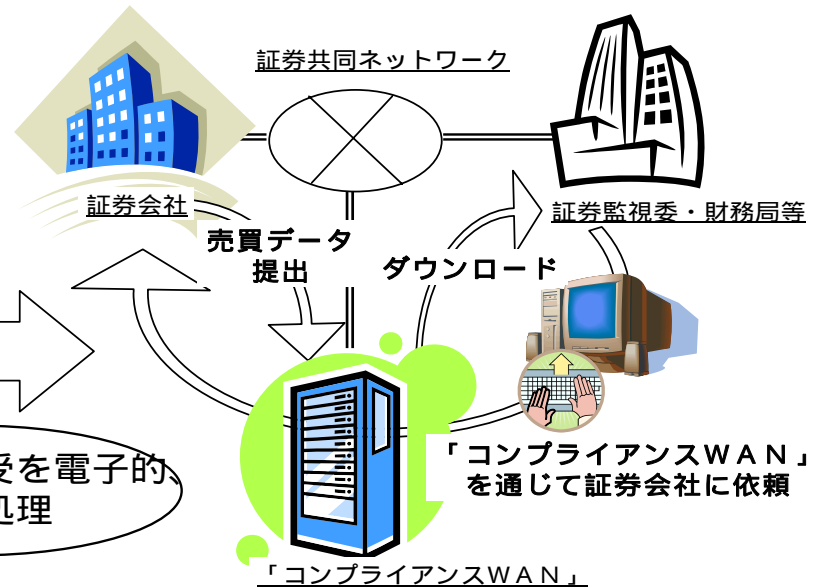 証券共同ネットワーク
証券会社
証券監視委・財務局等
売買データ
提出
ダウンロード
「コンプライアンスWAN」
を通じて証券会社に依頼
受を電子的、
処理
「コンプライアンスWAN」